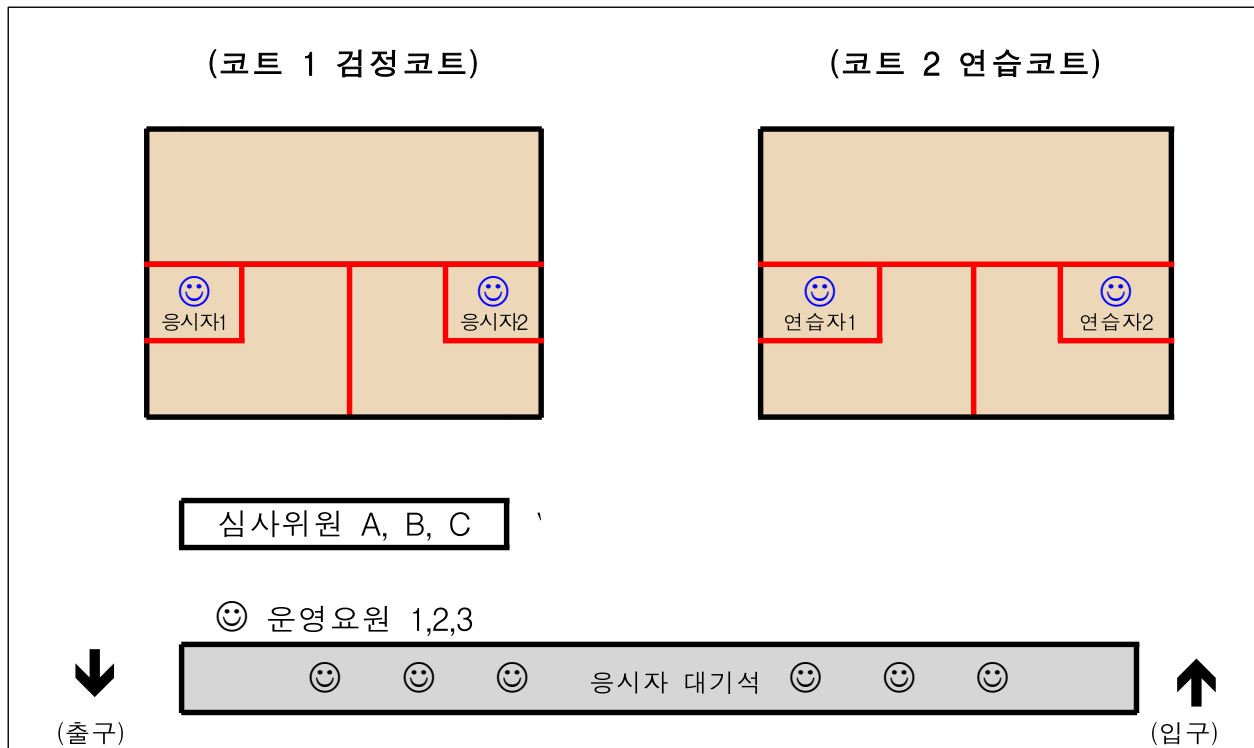 (코트 1 검정코트)
(코트 2 연습코트)
응시자1
응시자2
연습자1
연습자2
심사위원 A, B, C
운영요원 1,2,3
응시자 대기석
(출구)
(입구)